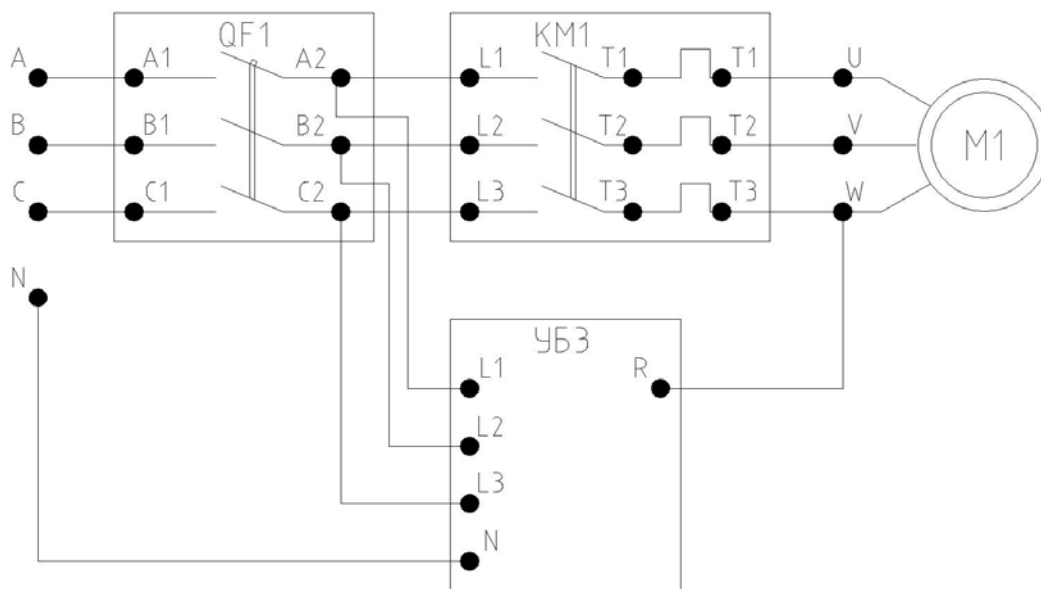 QF1 KM1
A A1 A2 L1 T1 T1 U
B B1 B2 L2 T2 T2 V M1
C C1 C2 L3 T3 T3 W
N
УБЗ
L1 R
L2
L3
N